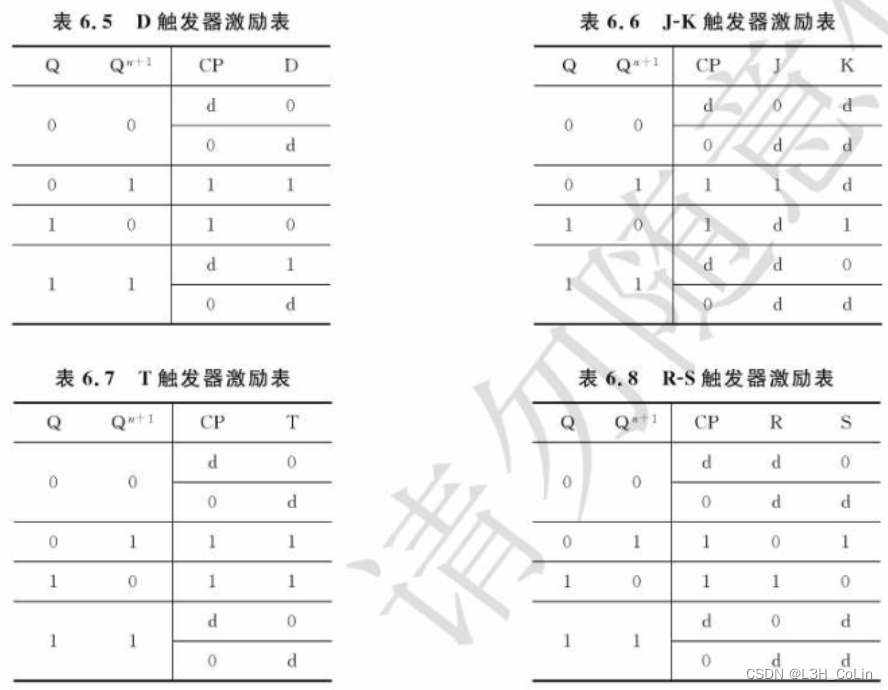 表 6.5 D 触发器激励表
Q Qⁿ⁺¹ CP D
d 0
0 0
0 d
0 1 1 1
1 0 1 0
d 1
1 1
0 d
表 6.6 J-K 触发器激励表
Q Qⁿ⁺¹ CP J K
d 0 d
0 0
0 d d
0 1 1 1 d
1 0 1 d 1
d d 0
1 1
0 d d
表 6.7 T 触发器激励表
Q Qⁿ⁺¹ CP T
d 0
0 0
0 d
0 1 1 1
1 0 1 1
d 0
1 1
0 d
表 6.8 R-S 触发器激励表
Q Qⁿ⁺¹ CP R S
d d 0
0 0
0 d d
0 1 1 0 1
1 0 1 1 0
d 0 d
1 1
0 d d
请勿随意
CSDN @L3H_CoLin